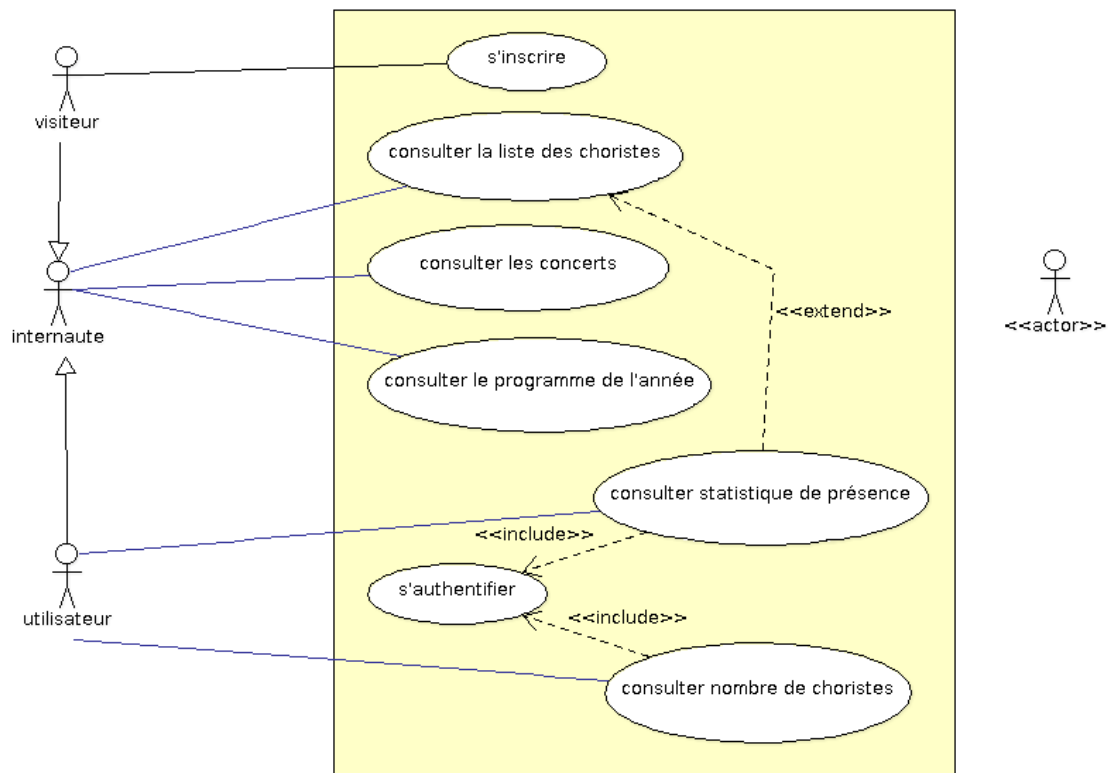 s'inscrire
visiteur
consulter la liste des choristes
consulter les concerts
internaute
<<extend>>
<<actor>>
consulter le programme de l'année
consulter statistique de présence
<<include>>
s'authentifier
utilisateur
<<include>>
consulter nombre de choristes